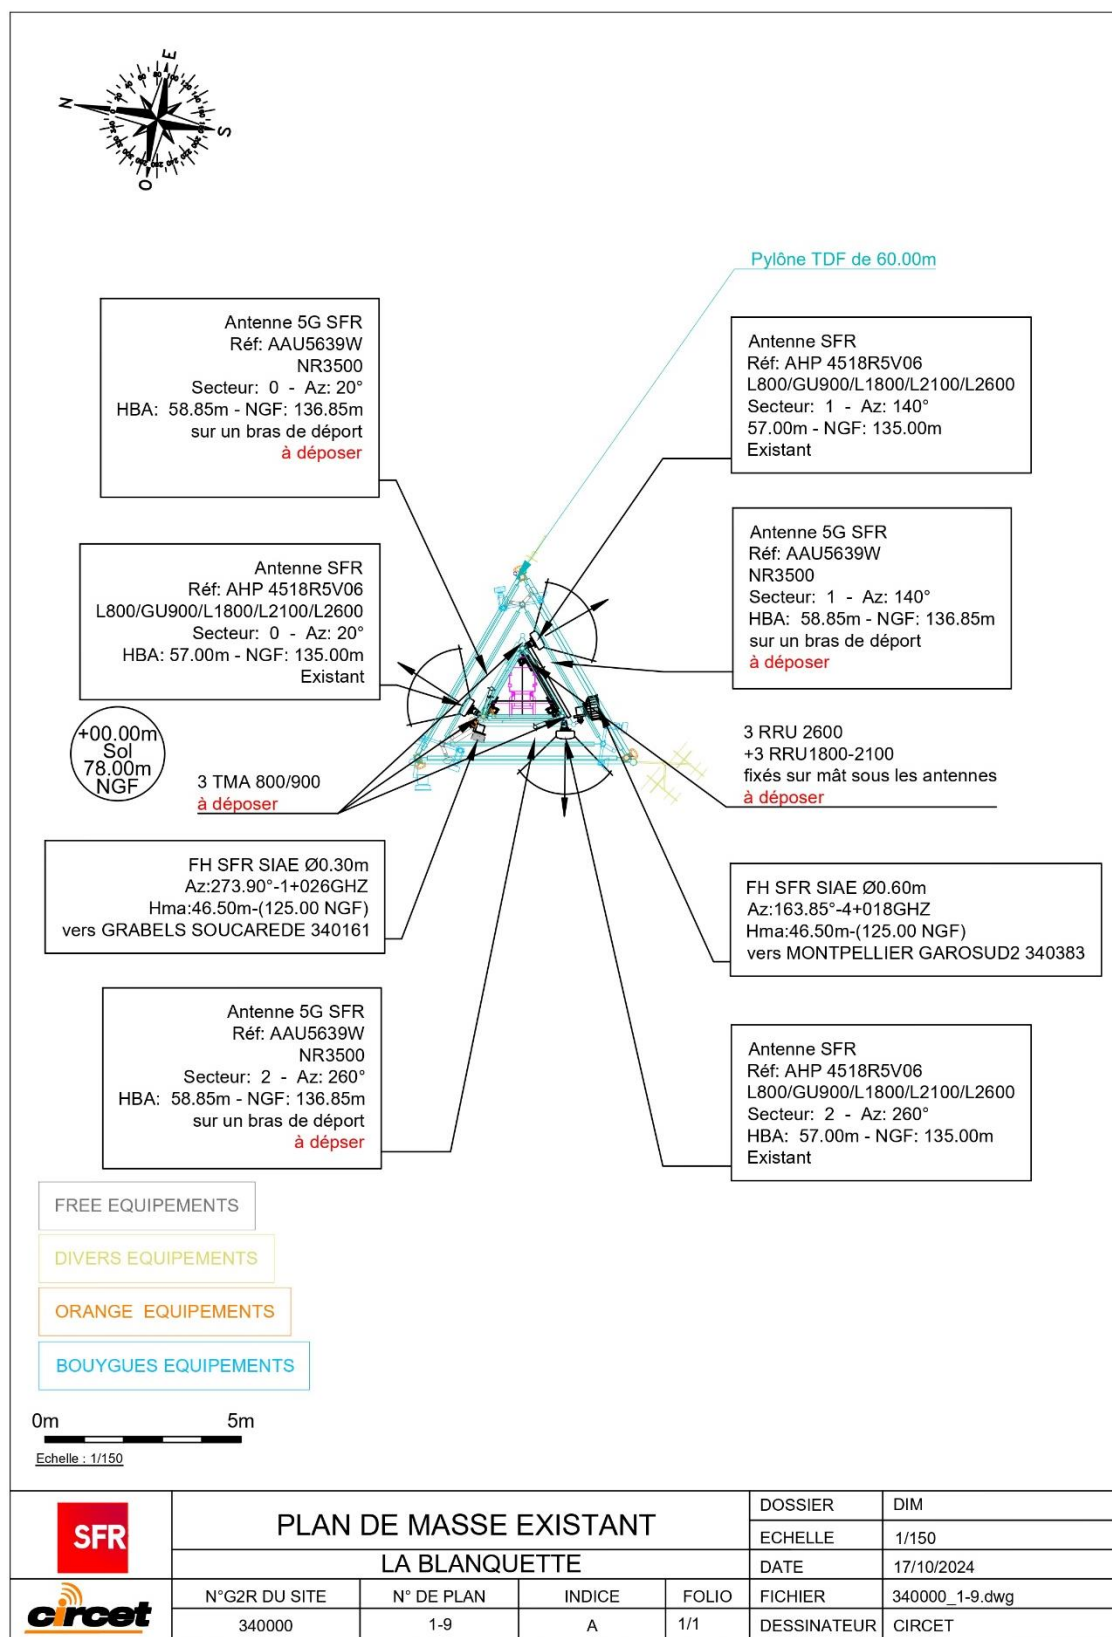 N
E
S
O
Pylône TDF de 60.00m
Antenne 5G SFR
Réf: AAU5639W
NR3500
Secteur: 0 - Az: 20°
HBA: 58.85m - NGF: 136.85m
sur un bras de déport
à déposer
Antenne SFR
Réf: AHP 4518R5V06
L800/GU900/L1800/L2100/L2600
Secteur: 1 - Az: 140°
57.00m - NGF: 135.00m
Existant
Antenne SFR
Réf: AHP 4518R5V06
L800/GU900/L1800/L2100/L2600
Secteur: 0 - Az: 20°
HBA: 57.00m - NGF: 135.00m
Existant
Antenne 5G SFR
Réf: AAU5639W
NR3500
Secteur: 1 - Az: 140°
HBA: 58.85m - NGF: 136.85m
sur un bras de déport
à déposer
+00.00m
Sol
78.00m
NGF
3 TMA 800/900
à déposer
3 RRU 2600
+3 RRU1800-2100
fixés sur mât sous les antennes
à déposer
FH SFR SIAE Ø0.30m
Az:273.90°-1+026GHZ
Hma:46.50m-(125.00 NGF)
vers GRABELS SOUCAREDE 340161
FH SFR SIAE Ø0.60m
Az:163.85°-4+018GHZ
Hma:46.50m-(125.00 NGF)
vers MONTPELLIER GAROSUD2 340383
Antenne 5G SFR
Réf: AAU5639W
NR3500
Secteur: 2 - Az: 260°
HBA: 58.85m - NGF: 136.85m
sur un bras de déport
à dépser
Antenne SFR
Réf: AHP 4518R5V06
L800/GU900/L1800/L2100/L2600
Secteur: 2 - Az: 260°
HBA: 57.00m - NGF: 135.00m
Existant
FREE EQUIPEMENTS
DIVERS EQUIPEMENTS
ORANGE EQUIPEMENTS
BOUYGUES EQUIPEMENTS
0m 5m
Echelle : 1/150
SFR
circet
PLAN DE MASSE EXISTANT
LA BLANQUETTE
N°G2R DU SITE N° DE PLAN INDICE FOLIO
340000 1-9 A 1/1
DOSSIER DIM
ECHELLE 1/150
DATE 17/10/2024
FICHIER 340000_1-9.dwg
DESSINATEUR CIRCET